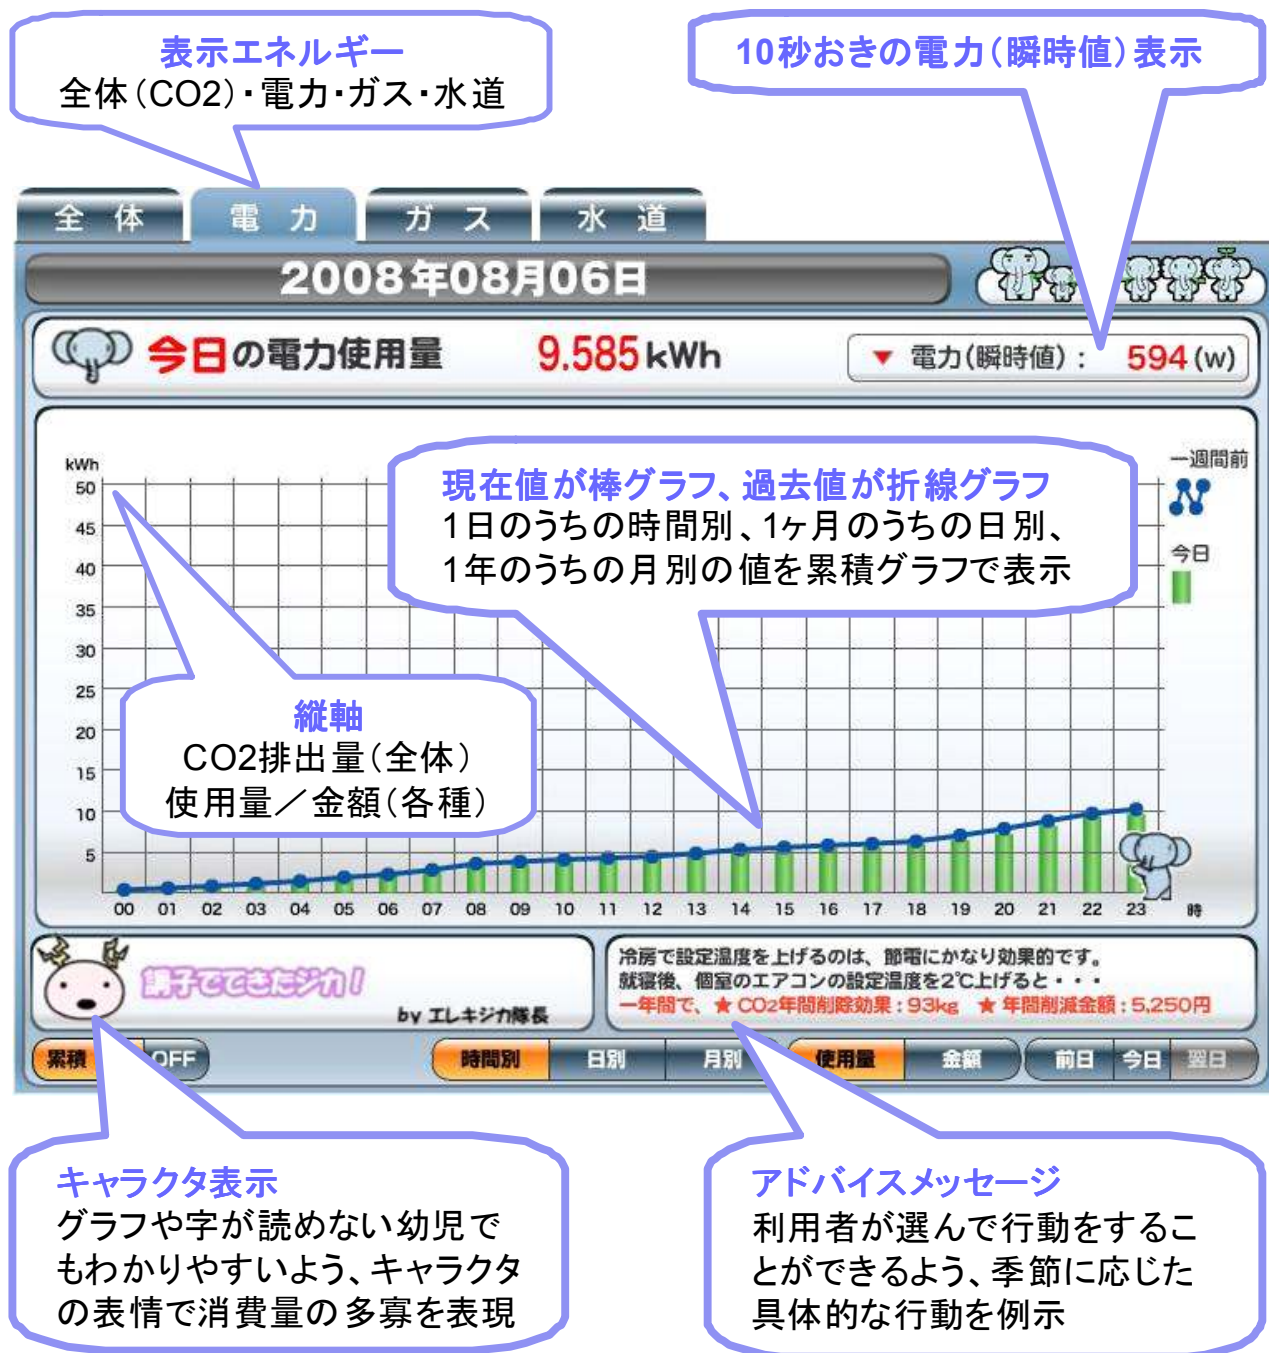 表示エネルギー
全体(CO2)・電力・ガス・水道
10秒おきの電力(瞬時値)表示
全体
電力
ガス
水道
2008年08月06日
今日の電力使用量 9.585kWh
▼ 電力(瞬時値): 594(w)
kWh
50
45
40
35
30
25
20
15
10
5
一週間前
今日
現在値が棒グラフ、過去値が折線グラフ
1日のうちの時間別、1ヶ月のうちの日別、
1年のうちの月別の値を累積グラフで表示
縦軸
CO2排出量(全体)
使用量/金額(各種)
00 01 02 03 04 05 06 07 08 09 10 11 12 13 14 15 16 17 18 19 20 21 22 23 時
調子でてきたジカ!
by エレキジカ隊長
冷房で設定温度を上げるのは、節電にかなり効果的です。
就寝後、個室のエアコンの設定温度を2℃上げると・・・
一年間で、★ CO2年間削除効果:93kg ★ 年間削減金額:5,250円
累積 OFF
時間別 日別 月別
使用量 金額
前日 今日 翌日
キャラクタ表示
グラフや字が読めない幼児で
もわかりやすいよう、キャラクタ
の表情で消費量の多寡を表現
アドバイスメッセージ
利用者が選んで行動をするこ
とができるよう、季節に応じた
具体的な行動を例示